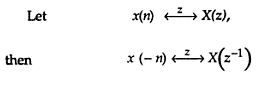 Let x(n) ⟷ᶻ X(z),
then x (– n) ⟷ᶻ X(z⁻¹)